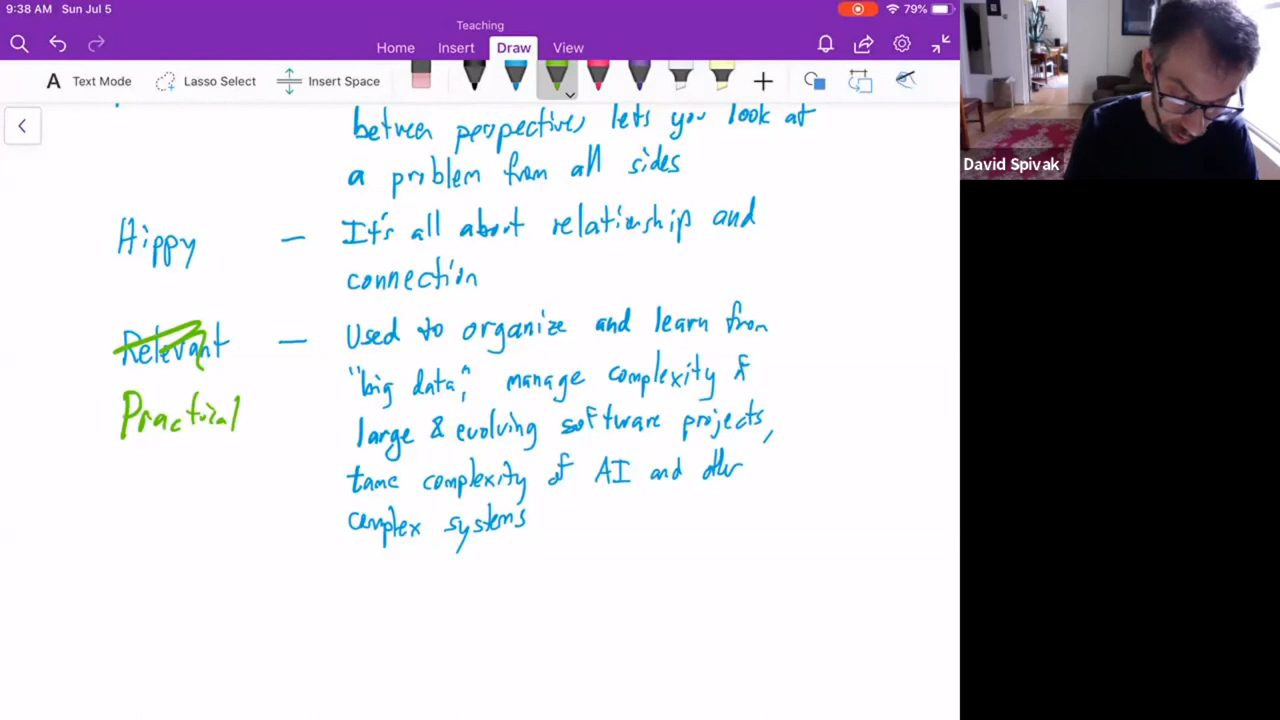 9:38 AM Sun Jul 5
79%
Teaching
Home Insert Draw View
Text Mode Lasso Select Insert Space
David Spivak
between perspectives lets you look at
a problem from all sides
Hippy — It's all about relationship and
connection
Relevant — Used to organize and learn from
Practical
"big data", manage complexity of
large & evolving software projects,
tame complexity of AI and other
complex systems